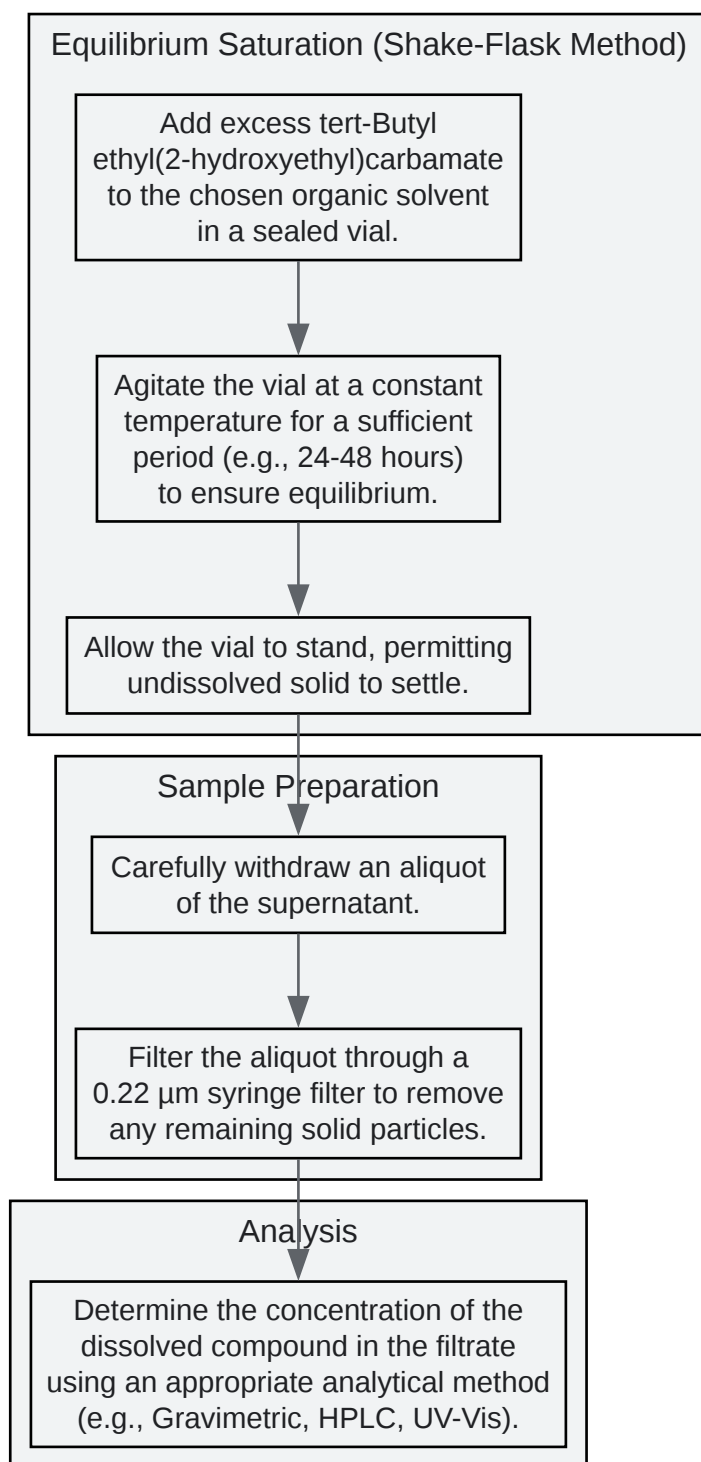 Equilibrium Saturation (Shake-Flask Method)
Add excess tert-Butyl
ethyl(2-hydroxyethyl)carbamate
to the chosen organic solvent
in a sealed vial.
Agitate the vial at a constant
temperature for a sufficient
period (e.g., 24-48 hours)
to ensure equilibrium.
Allow the vial to stand, permitting
undissolved solid to settle.
Sample Preparation
Carefully withdraw an aliquot
of the supernatant.
Filter the aliquot through a
0.22 µm syringe filter to remove
any remaining solid particles.
Analysis
Determine the concentration of the
dissolved compound in the filtrate
using an appropriate analytical method
(e.g., Gravimetric, HPLC, UV-Vis).